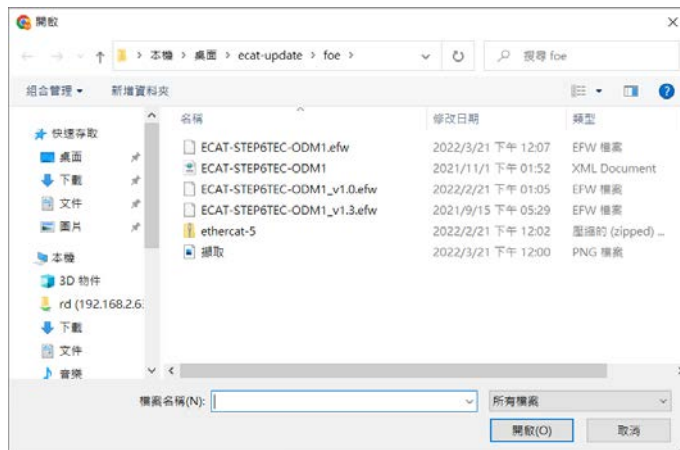 開啟
本機 > 桌面 > ecat-update > foe >
搜尋 foe
組合管理 新增資料夾
名稱 修改日期 類型
快速存取
桌面
下載
文件
圖片
本機
3D 物件
rd (192.168.2.6:
下載
文件
音樂
ECAT-STEP6TEC-ODM1.efw 2022/3/21 下午 12:07 EFW 檔案
ECAT-STEP6TEC-ODM1 2021/11/1 下午 01:52 XML Document
ECAT-STEP6TEC-ODM1_v1.0.efw 2022/2/21 下午 01:05 EFW 檔案
ECAT-STEP6TEC-ODM1_v1.3.efw 2021/9/15 下午 05:29 EFW 檔案
ethercat-5 2022/2/21 下午 12:02 壓縮的 (zipped) ...
擷取 2022/3/21 下午 12:00 PNG 檔案
檔案名稱(N):
所有檔案
開啟(O) 取消